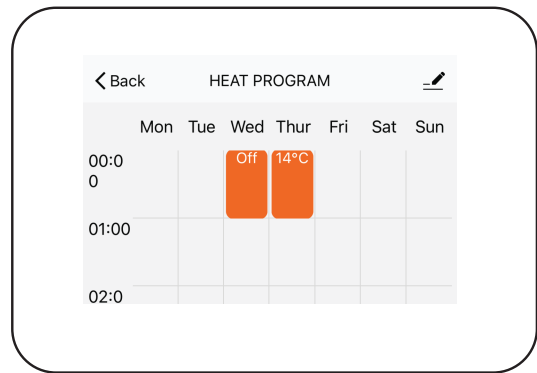 Back HEAT PROGRAM
Mon Tue Wed Thur Fri Sat Sun
Off 14°C
00:0
0
01:00
02:0